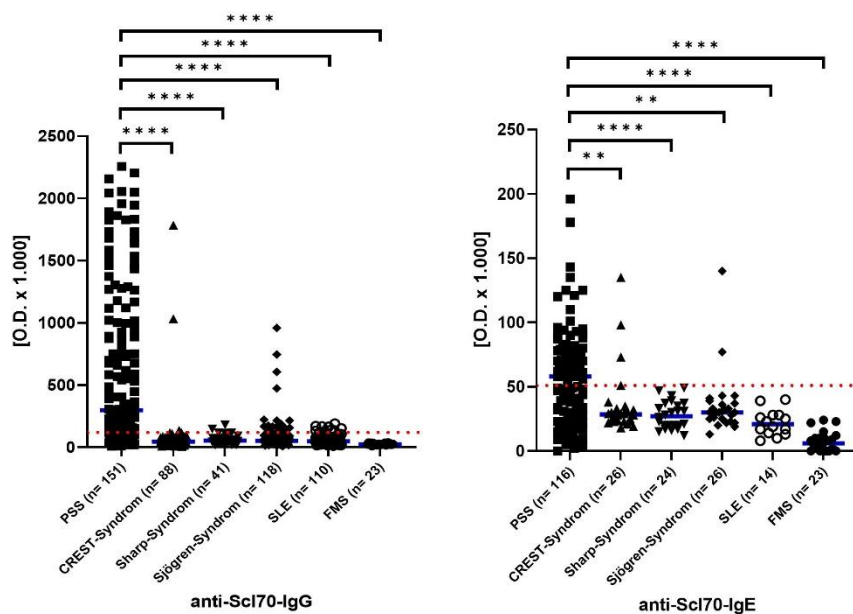 ****
****
****
****
****
[O.D. x 1.000]
2500
2000
1500
1000
500
0
PSS (n= 151)
CREST-Syndrom (n= 88)
Sharp-Syndrom (n= 41)
Sjögren-Syndrom (n= 118)
SLE (n= 110)
FMS (n= 23)
anti-Scl70-IgG
****
****
**
****
**
[O.D. x 1.000]
250
200
150
100
50
0
PSS (n= 116)
CREST-Syndrom (n= 26)
Sharp-Syndrom (n= 24)
Sjögren-Syndrom (n= 26)
SLE (n= 14)
FMS (n= 23)
anti-Scl70-IgE